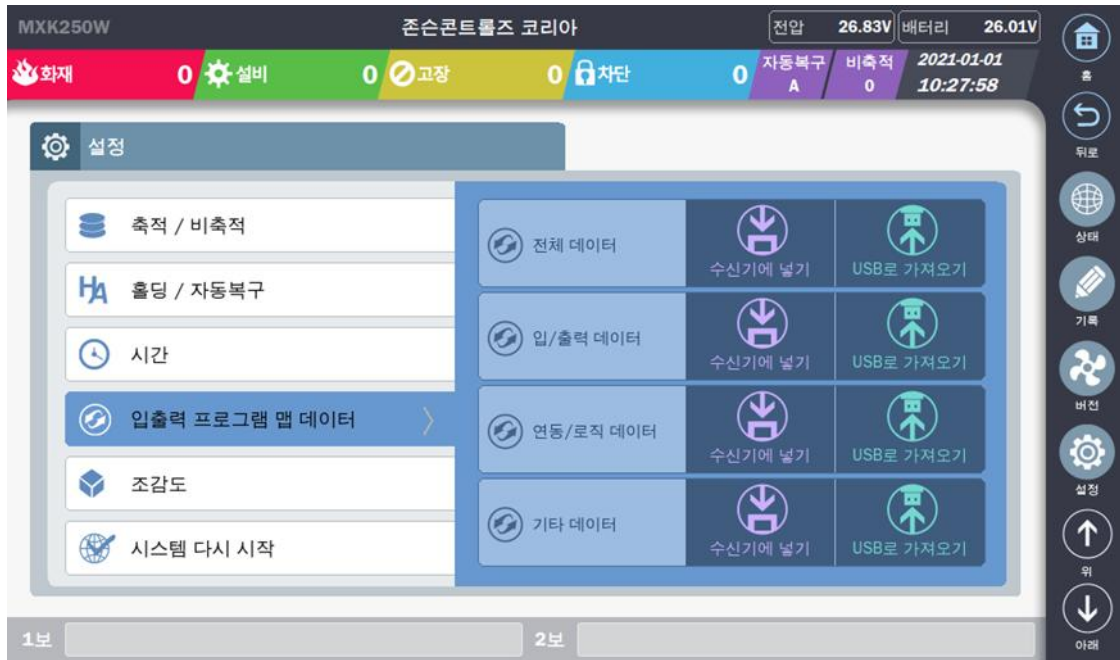 MXK250W
존슨콘트롤즈 코리아
전압 26.83V
배터리 26.01V
화재 0
설비 0
고장 0
차단 0
자동복구
A
비축적
0
2021-01-01
10:27:58
홈
뒤로
상태
기록
버전
설정
위
아래
설정
축적 / 비축적
HA 홀딩 / 자동복구
시간
입출력 프로그램 맵 데이터
조감도
시스템 다시 시작
전체 데이터
수신기에 넣기
USB로 가져오기
입/출력 데이터
수신기에 넣기
USB로 가져오기
연동/로직 데이터
수신기에 넣기
USB로 가져오기
기타 데이터
수신기에 넣기
USB로 가져오기
1보
2보